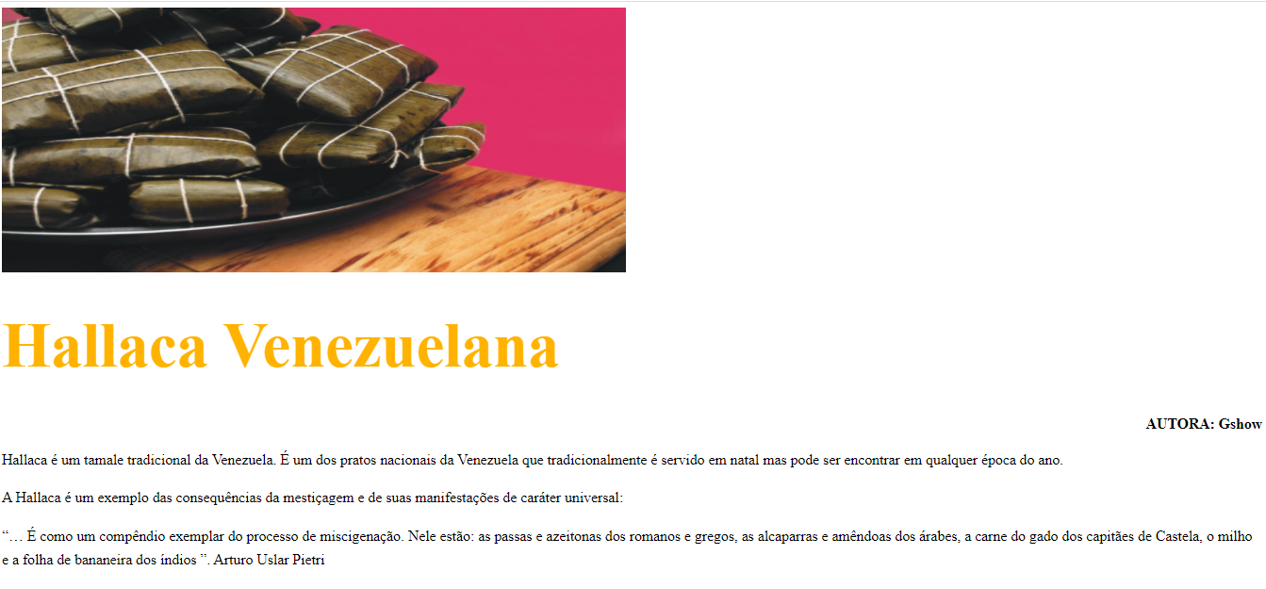 Hallaca Venezuelana
AUTORA: Gshow
Hallaca é um tamale tradicional da Venezuela. É um dos pratos nacionais da Venezuela que tradicionalmente é servido em natal mas pode ser encontrar em qualquer época do ano.
A Hallaca é um exemplo das consequências da mestiçagem e de suas manifestações de caráter universal:
“… É como um compêndio exemplar do processo de miscigenação. Nele estão: as passas e azeitonas dos romanos e gregos, as alcaparras e amêndoas dos árabes, a carne do gado dos capitães de Castela, o milho
e a folha de bananeira dos índios ”. Arturo Uslar Pietri